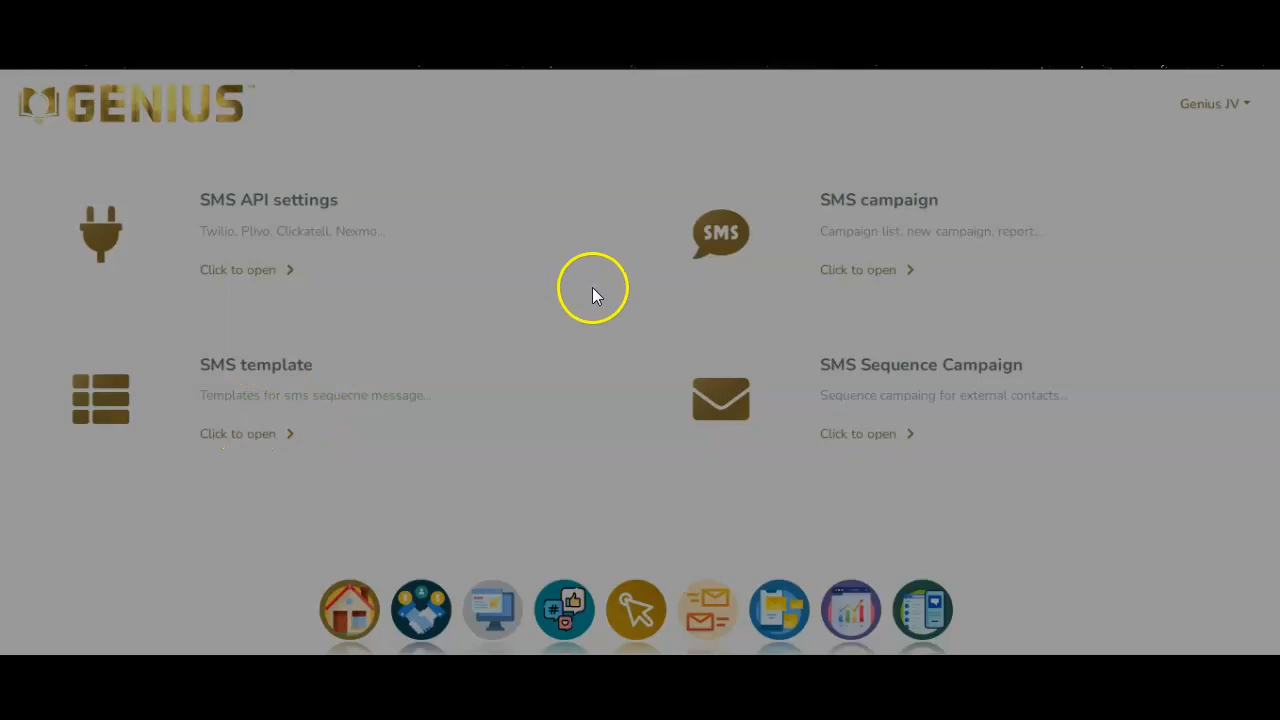 GENIUS™
Genius JV
SMS API settings
Twilio, Plivo, Clickatell, Nexmo...
Click to open
SMS
SMS campaign
Campaign list, new campaign, report...
Click to open
SMS template
Templates for sms sequecne message...
Click to open
SMS Sequence Campaign
Sequence campaing for external contacts...
Click to open
#